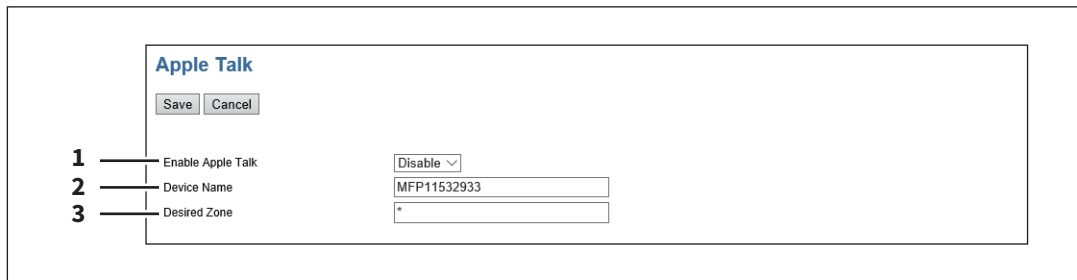 Apple Talk
Save Cancel
1 Enable Apple Talk Disable
2 Device Name MFP11532933
3 Desired Zone *